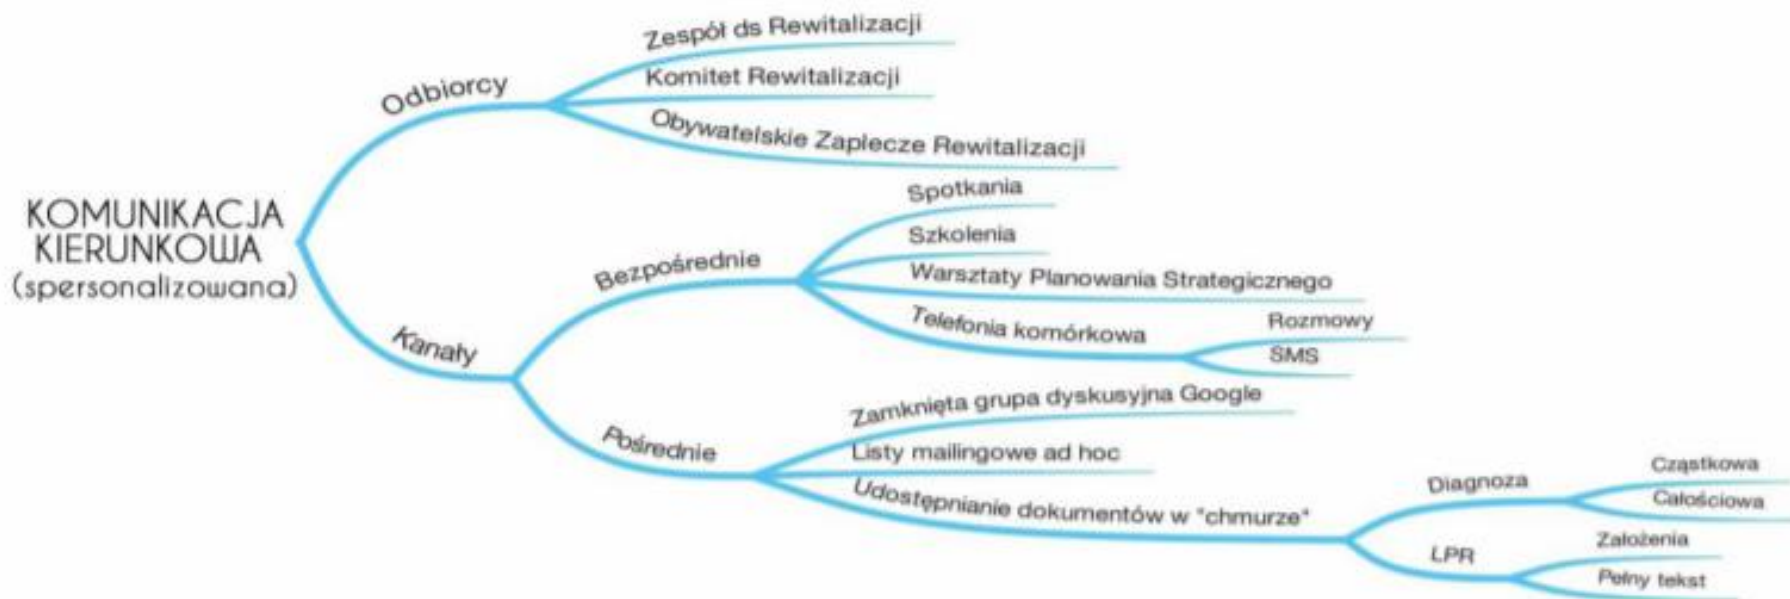 KOMUNIKACJA
KIERUNKOWA
(spersonalizowana)
Odbiorcy
Zespół ds Rewitalizacji
Komitet Rewitalizacji
Obywatelskie Zaplecze Rewitalizacji
Kanały
Bezpośrednie
Spotkania
Szkolenia
Warsztaty Planowania Strategicznego
Telefonia komórkowa
Rozmowy
SMS
Pośrednie
Zamknięta grupa dyskusyjna Google
Listy mailingowe ad hoc
Udostępnianie dokumentów w "chmurze"
Diagnoza
Cząstkowa
Całościowa
LPR
Założenia
Pełny tekst